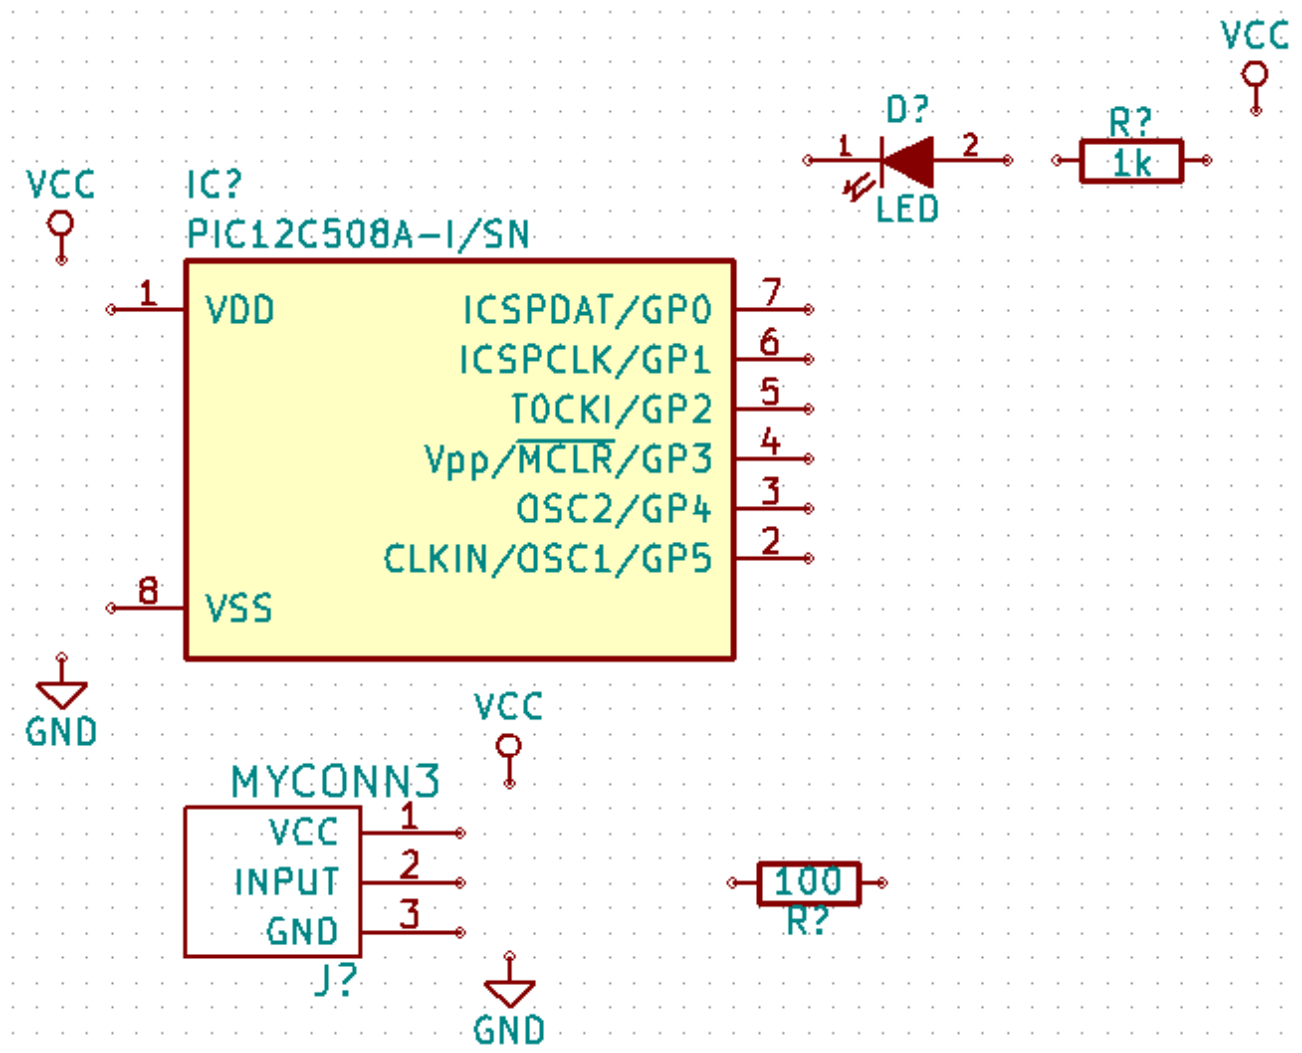 VCC
D?
R?
1
2
1k
LED
VCC
IC?
PIC12C508A-I/SN
1
VDD
ICSPDAT/GP0
7
ICSPCLK/GP1
6
T0CKI/GP2
5
Vpp/MCLR/GP3
4
OSC2/GP4
3
CLKIN/OSC1/GP5
2
8
VSS
GND
VCC
MYCONN3
VCC
1
INPUT
2
GND
3
J?
100
R?
GND